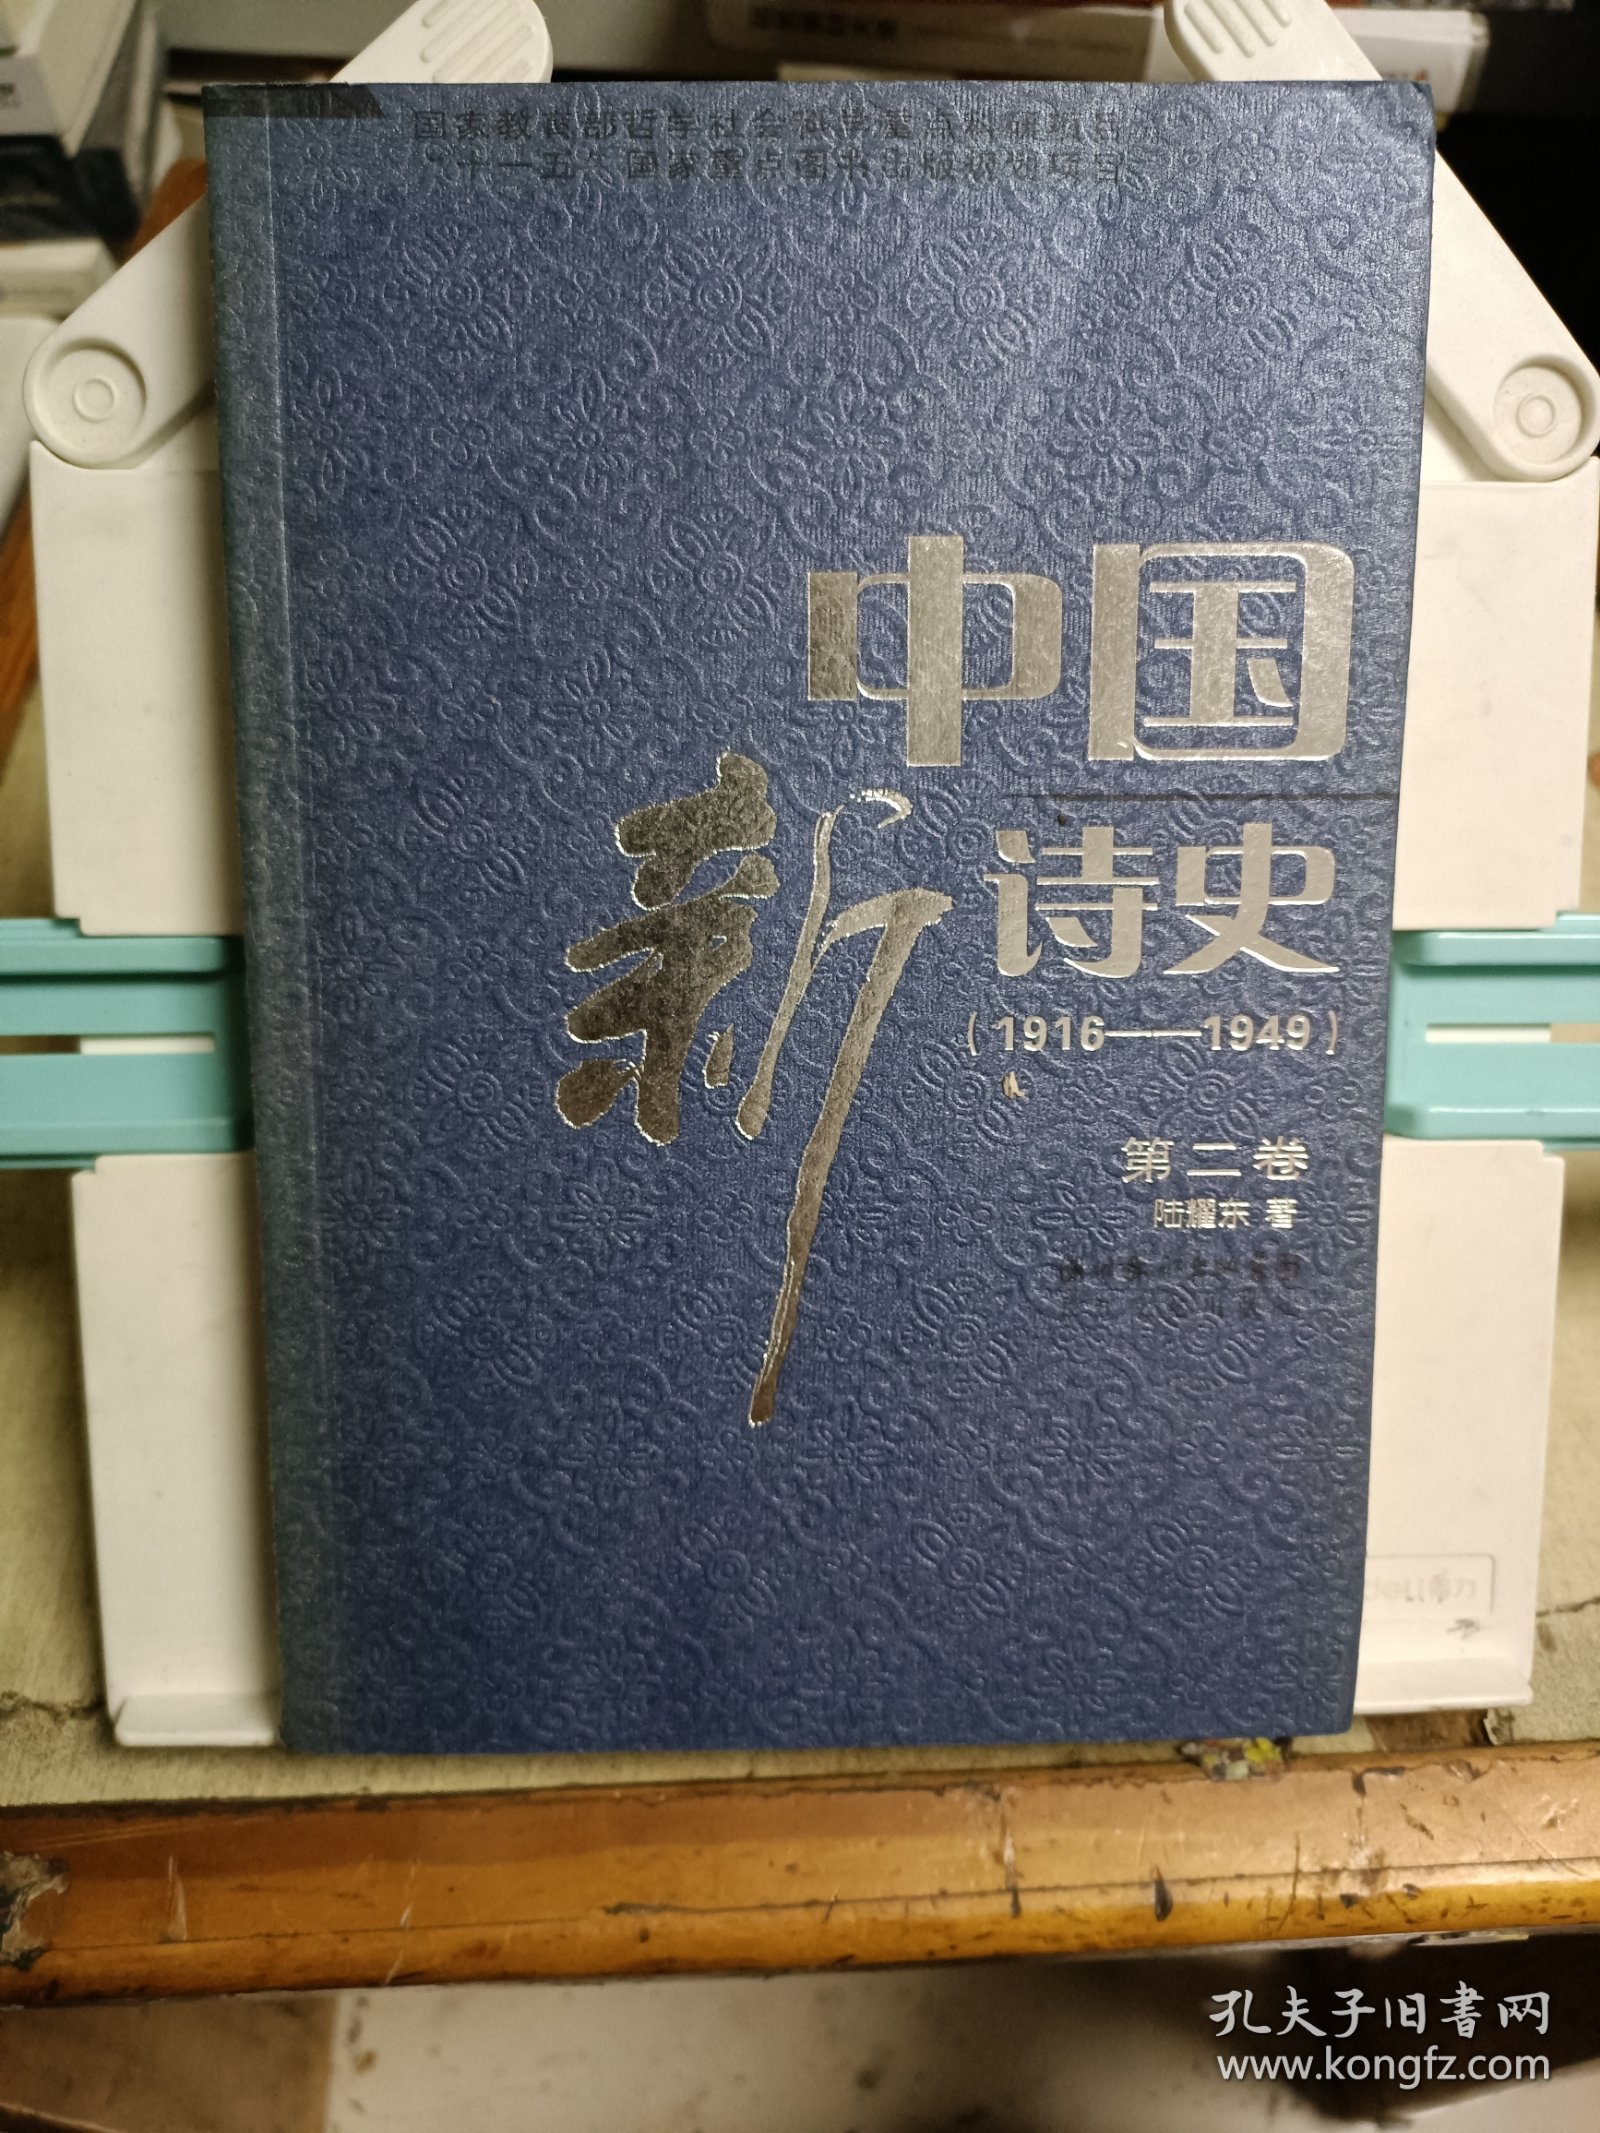 国家教育部哲学社会科学重点科研项目
"十一五"国家重点图书出版规划项目
中国
新
诗史
(1916——1949)
第二卷
陆耀东 著
孔夫子旧书网
www.kongfz.com